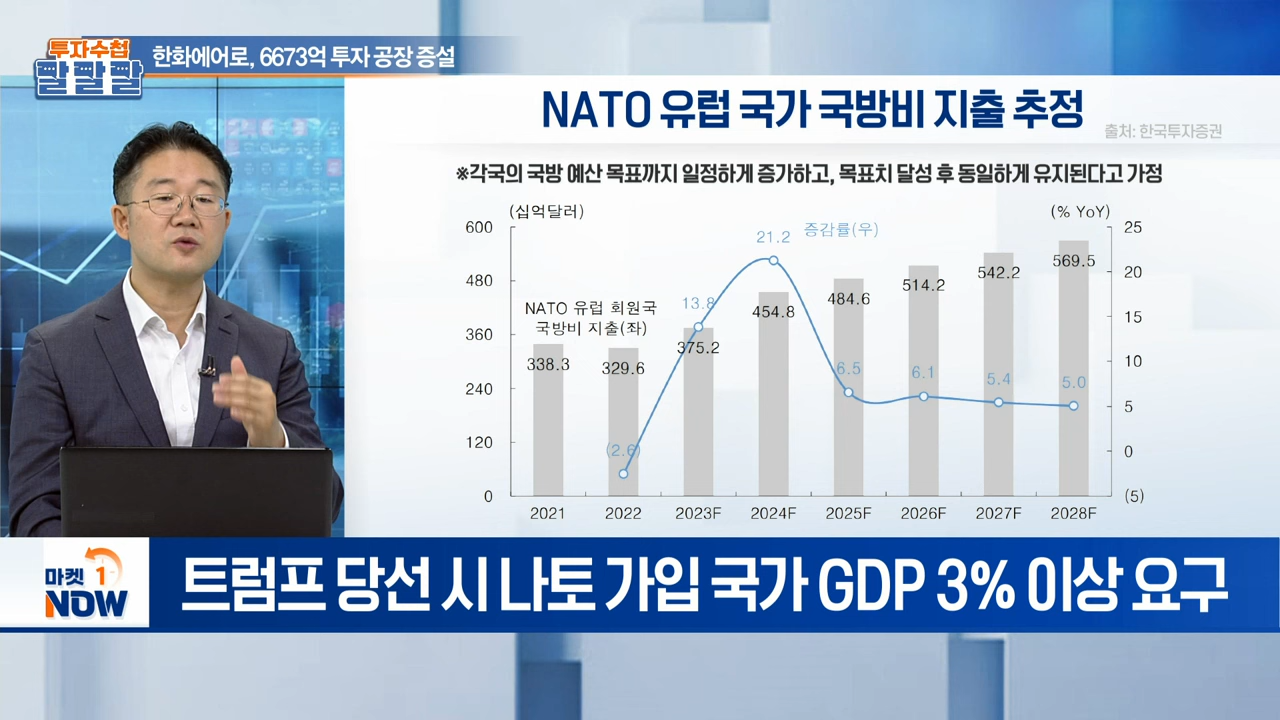 투자수첩
팔팔팔
한화에어로, 6673억 투자 공장 증설
NATO 유럽 국가 국방비 지출 추정
출처: 한국투자증권
※각국의 국방 예산 목표까지 일정하게 증가하고, 목표치 달성 후 동일하게 유지된다고 가정
(십억달러)
(% YoY)
증감률(우)
NATO 유럽 회원국
국방비 지출(좌)
600
480
360
240
120
0
25
20
15
10
5
0
(5)
338.3
329.6
375.2
454.8
484.6
514.2
542.2
569.5
(2.6)
13.8
21.2
6.5
6.1
5.4
5.0
2021
2022
2023F
2024F
2025F
2026F
2027F
2028F
마켓 1
NOW
트럼프 당선 시 나토 가입 국가 GDP 3% 이상 요구